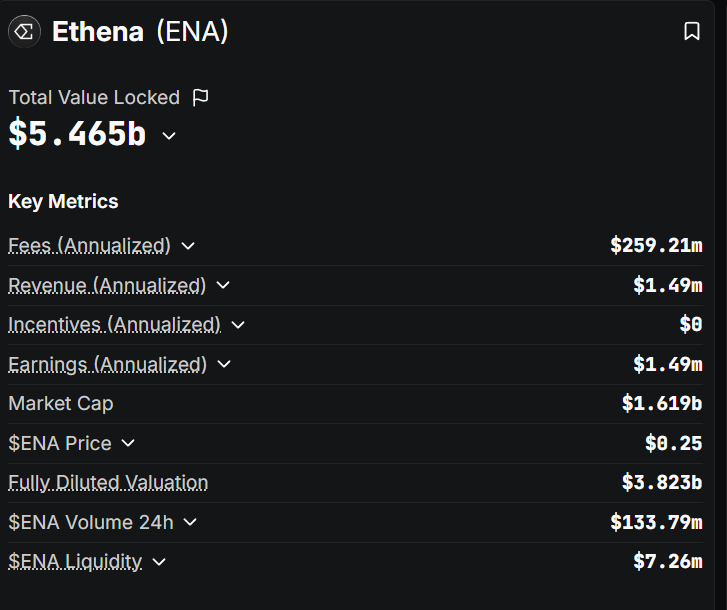 Ethena (ENA)
Total Value Locked
$5.465b
Key Metrics
Fees (Annualized) $259.21m
Revenue (Annualized) $1.49m
Incentives (Annualized) $0
Earnings (Annualized) $1.49m
Market Cap $1.619b
$ENA Price $0.25
Fully Diluted Valuation $3.823b
$ENA Volume 24h $133.79m
$ENA Liquidity $7.26m